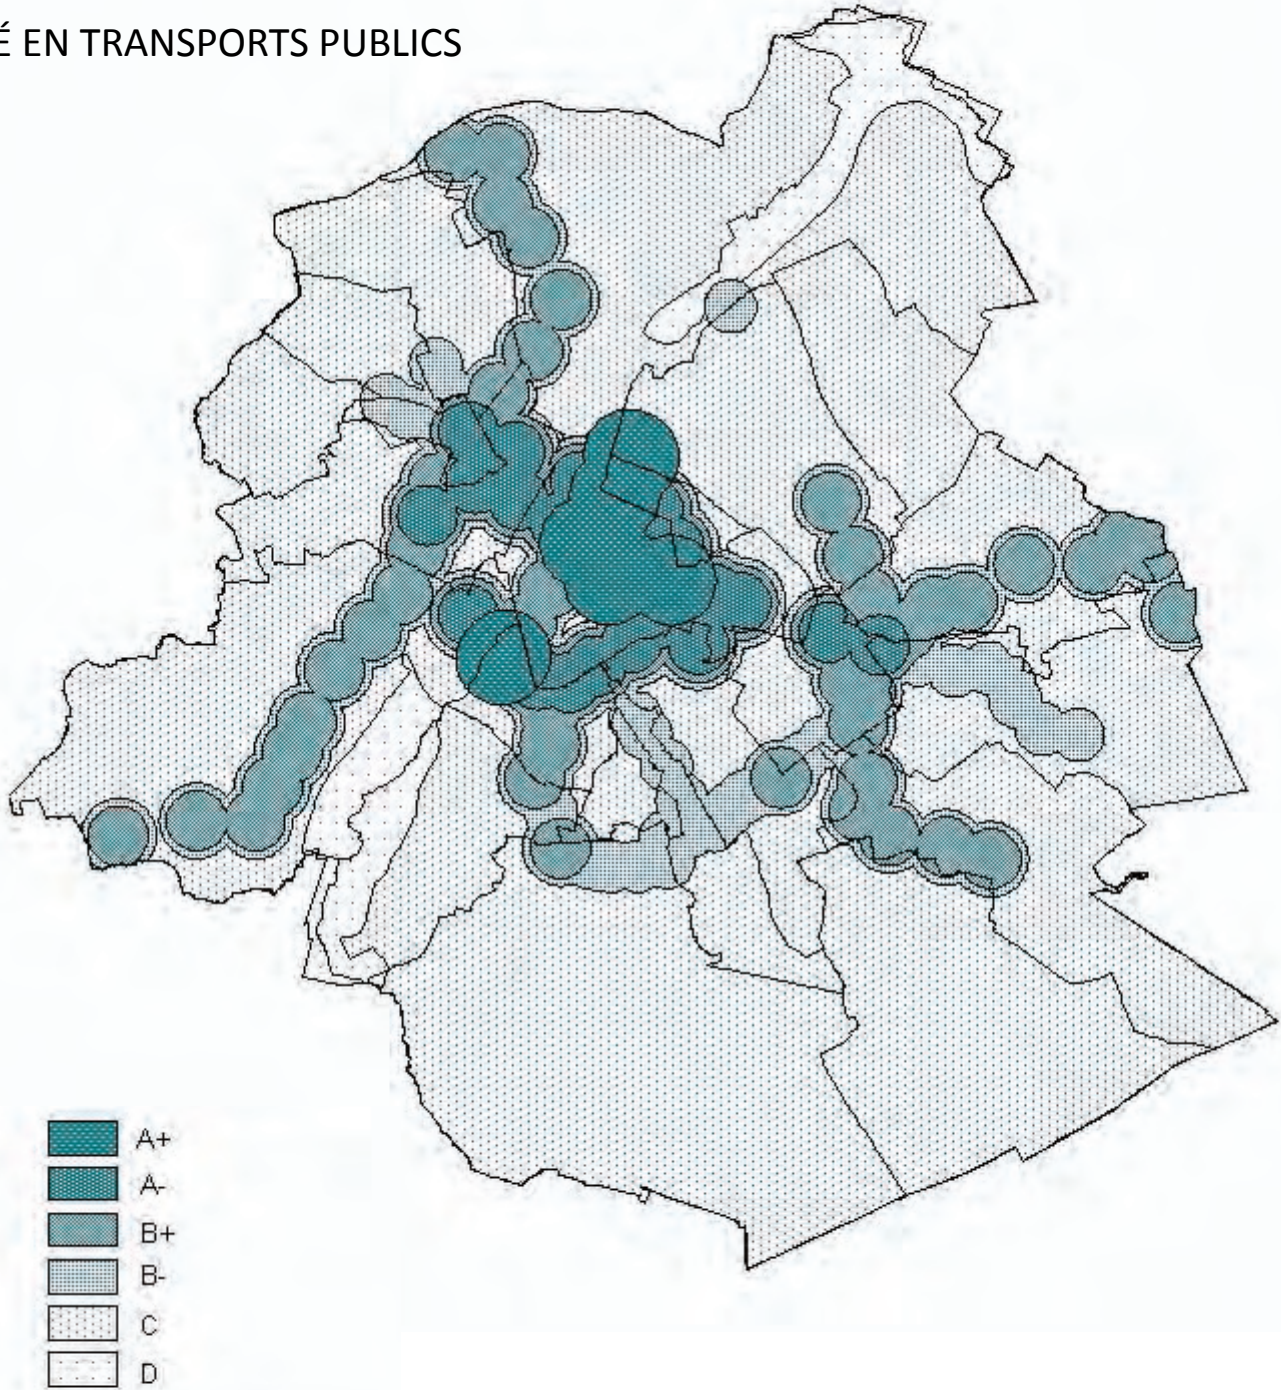 É EN TRANSPORTS PUBLICS
A+
A-
B+
B-
C
D